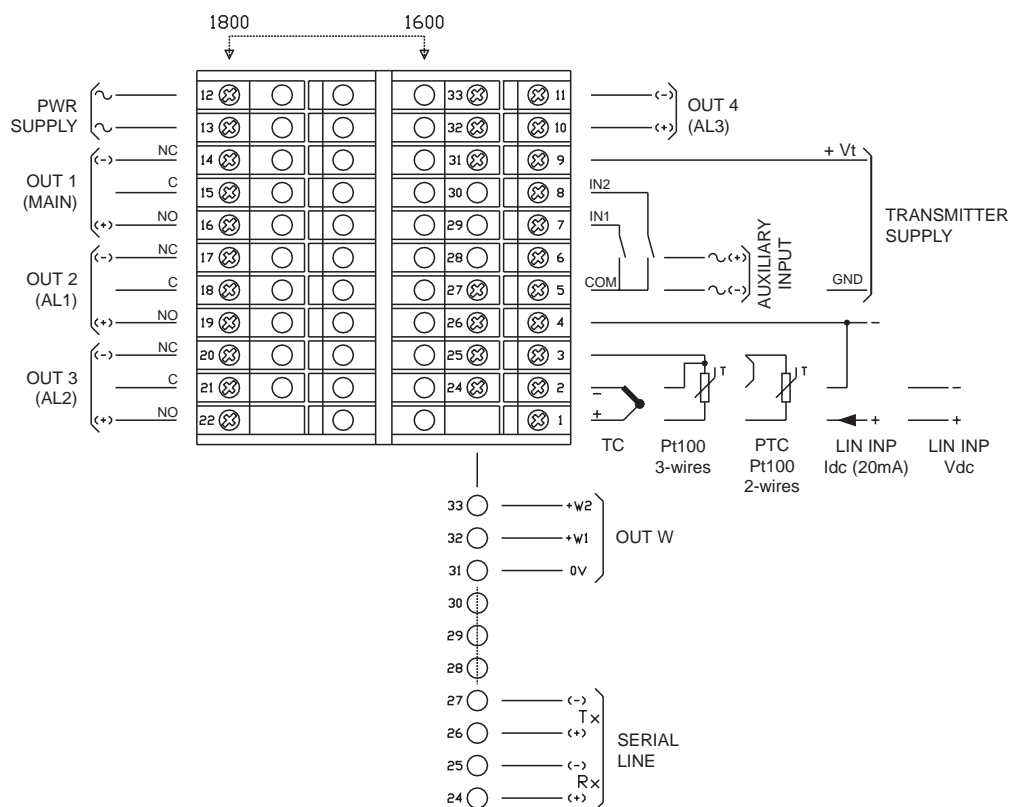 1800 1600
PWR
SUPPLY
12 33 11 (-)
13 32 10 (+)
OUT 4
(AL3)
OUT 1
(MAIN)
(-) NC 14 31 9 + Vt
C 15 30 8 IN2
(+) NO 16 29 7 IN1
TRANSMITTER
SUPPLY
OUT 2
(AL1)
(-) NC 17 28 6 (+)
C 18 27 5 COM (-) GND
AUXILIARY
INPUT
(+) NO 19 26 4 -
OUT 3
(AL2)
(-) NC 20 25 3 T T
C 21 24 2 - -
(+) NO 22 1 + + +
TC
Pt100
3-wires
PTC
Pt100
2-wires
LIN INP
Idc (20mA)
LIN INP
Vdc
33 +W2
32 +W1
31 0V
OUT W
30
29
28
27 (-)
Tx
26 (+)
25 (-)
Rx
24 (+)
SERIAL
LINE